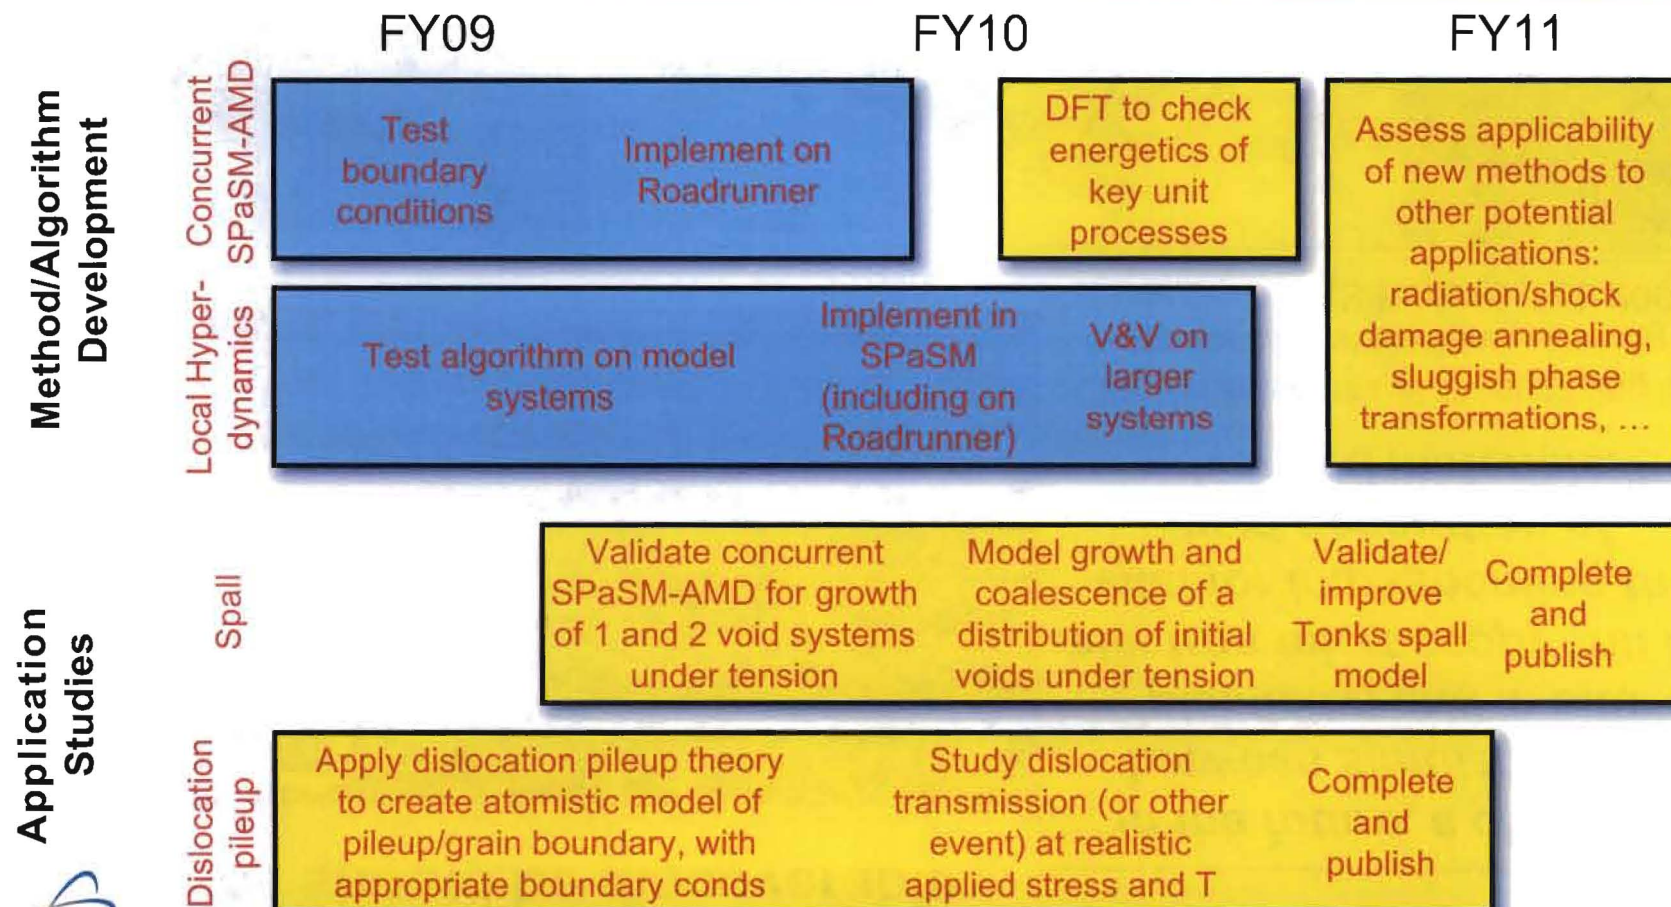 FY09
FY10
FY11
Method/Algorithm
Development
Concurrent
SPaSM-AMD
Test
boundary
conditions
Implement on
Roadrunner
DFT to check
energetics of
key unit
processes
Assess applicability
of new methods to
other potential
applications:
radiation/shock
damage annealing,
sluggish phase
transformations, ...
Local Hyper-
dynamics
Test algorithm on model
systems
Implement in
SPaSM
(including on
Roadrunner)
V&V on
larger
systems
Application
Studies
Spall
Validate concurrent
SPaSM-AMD for growth
of 1 and 2 void systems
under tension
Model growth and
coalescence of a
distribution of initial
voids under tension
Validate/
improve
Tonks spall
model
Complete
and
publish
Dislocation
pileup
Apply dislocation pileup theory
to create atomistic model of
pileup/grain boundary, with
appropriate boundary conds
Study dislocation
transmission (or other
event) at realistic
applied stress and T
Complete
and
publish